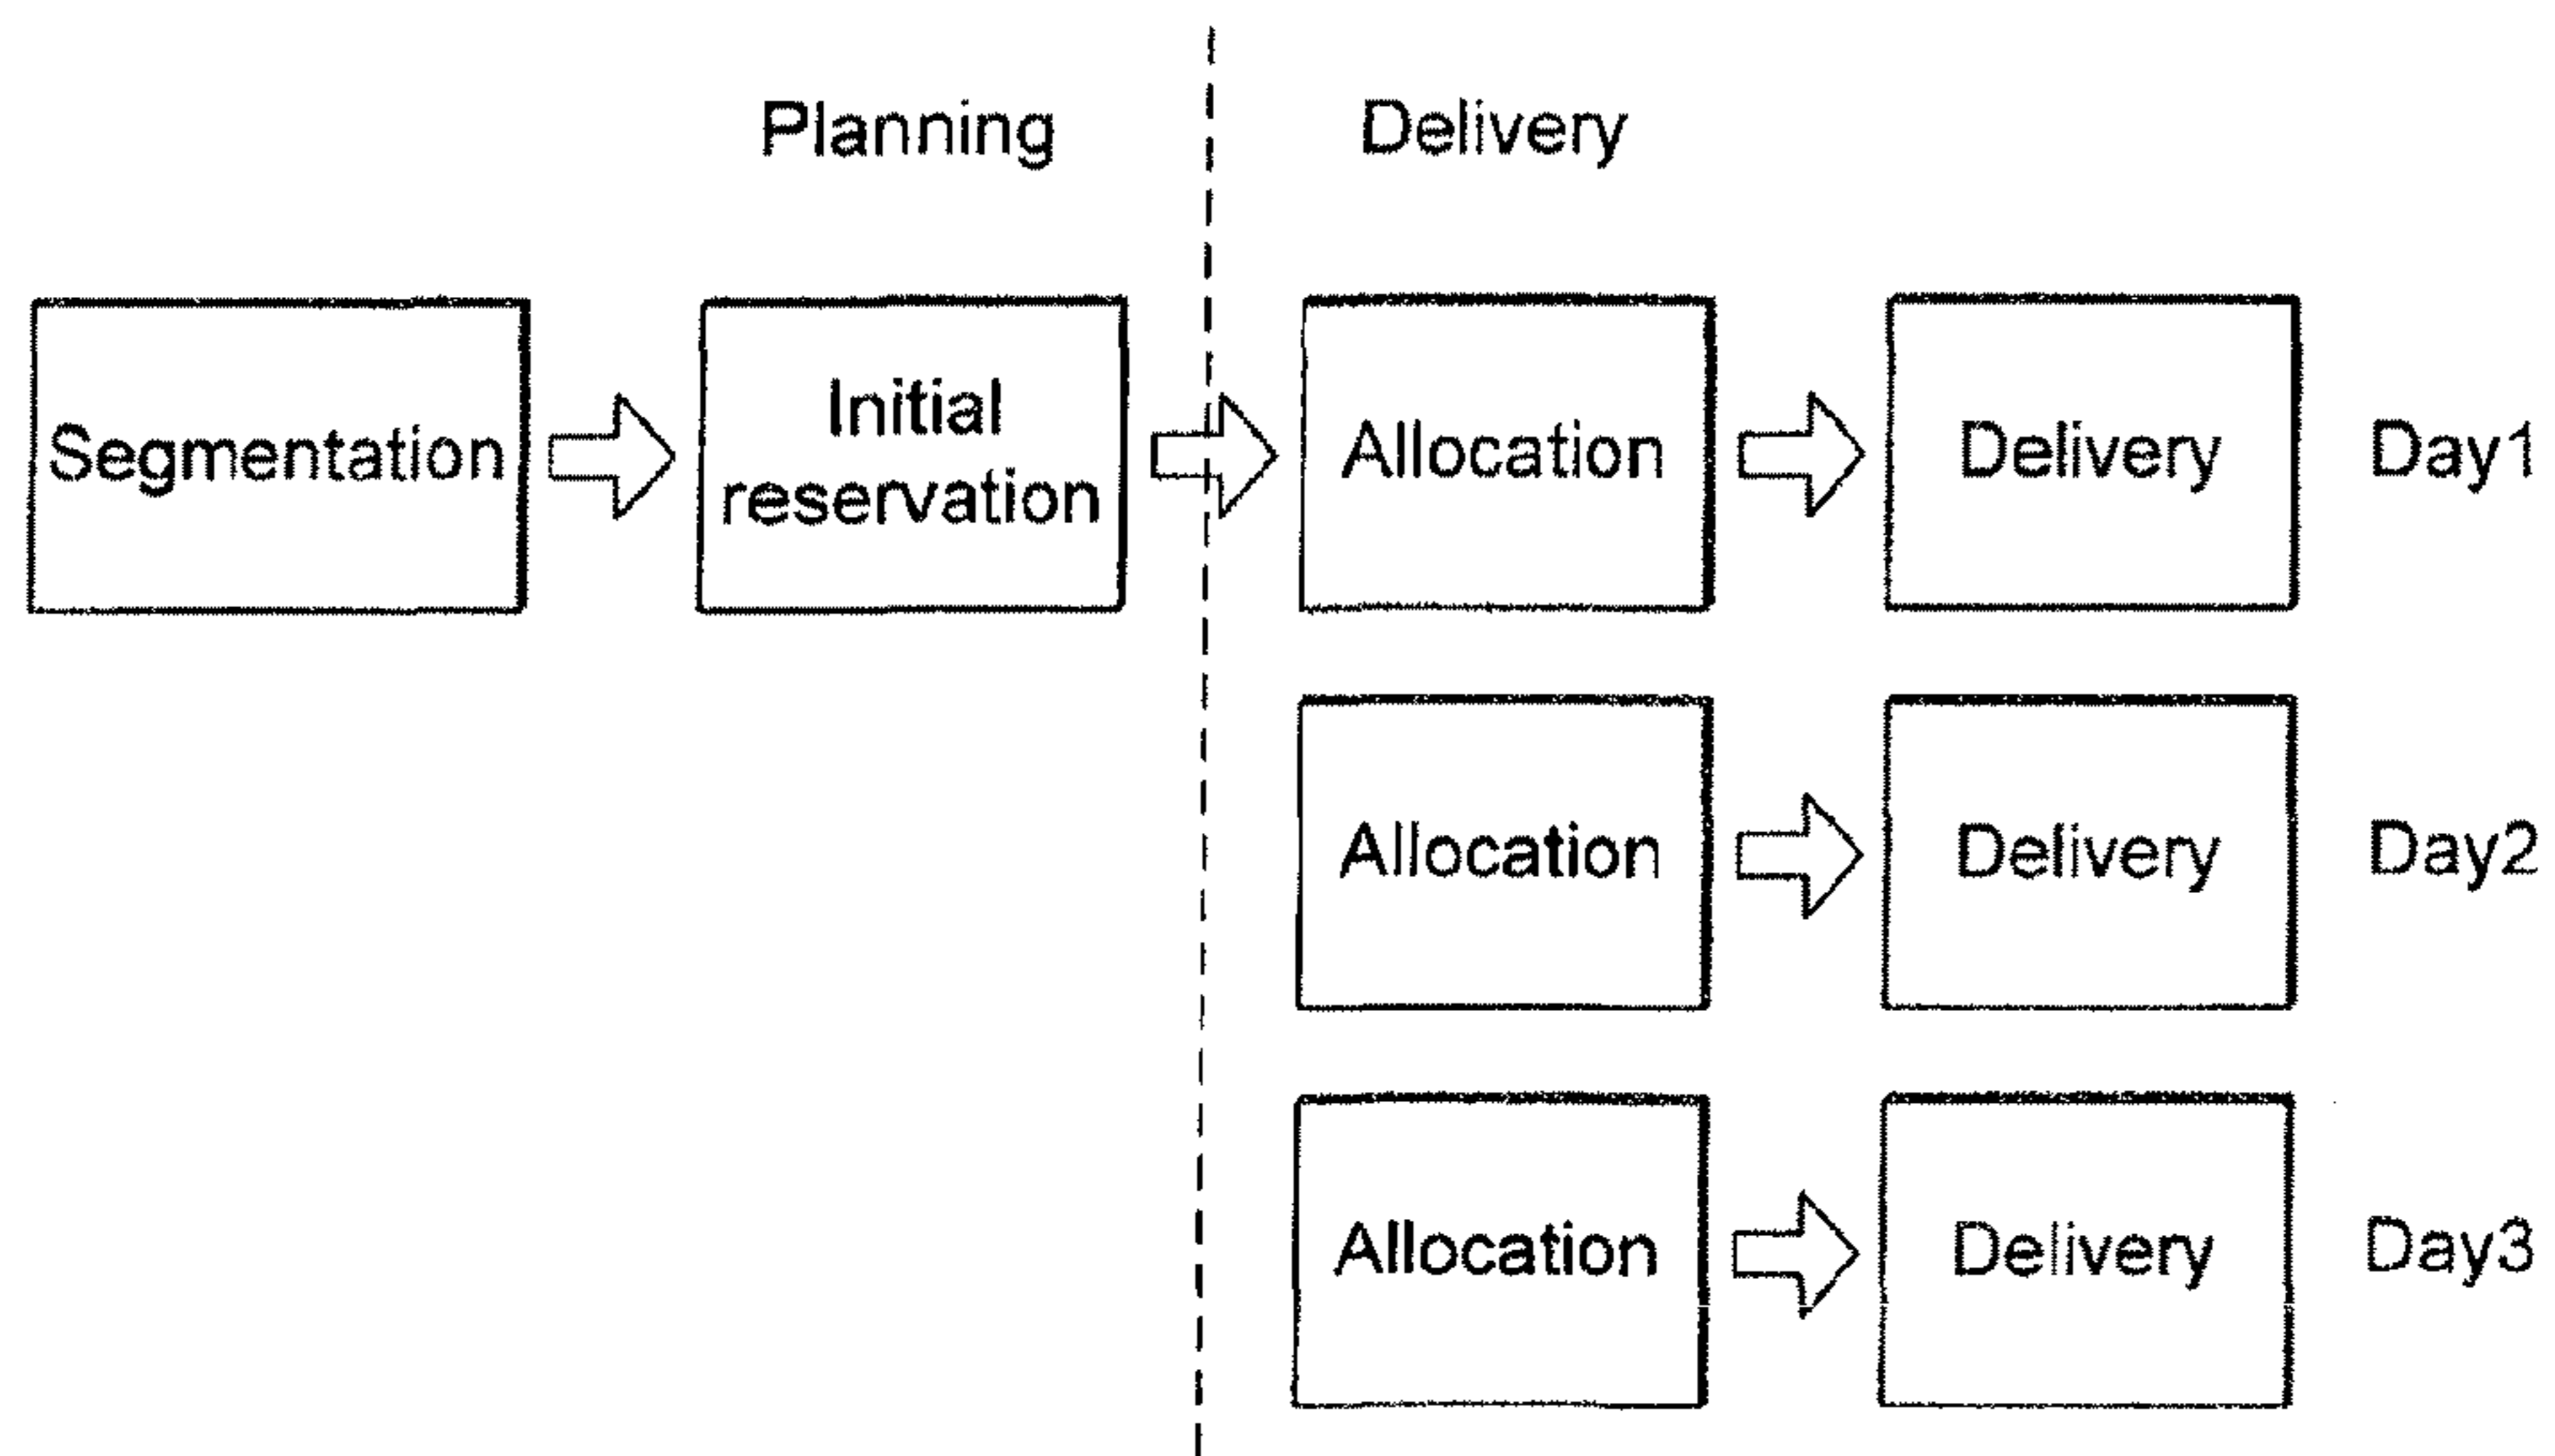 Planning
Delivery
Segmentation
Initial
reservation
Allocation
Delivery
Day1
Allocation
Delivery
Day2
Allocation
Delivery
Day3